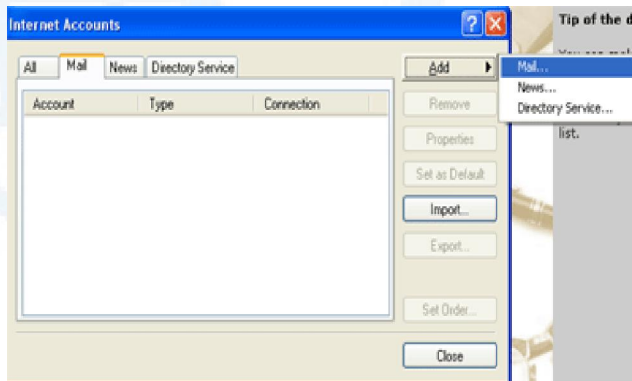 Internet Accounts
Tip of the d
All Mail News Directory Service
Add
Mail...
News...
Directory Service...
list.
Account Type Connection
Remove
Properties
Set as Default
Import...
Export...
Set Order...
Close